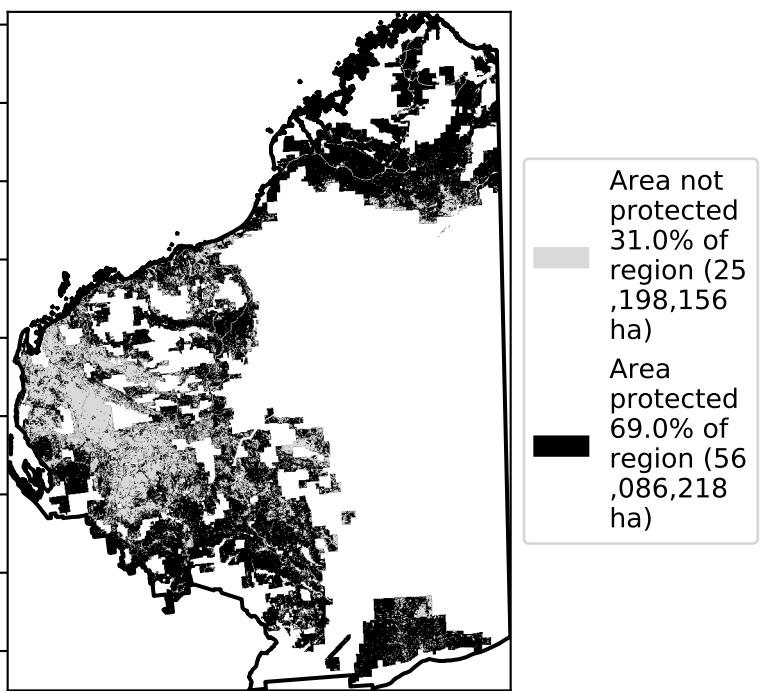 Area not
protected
31.0% of
region (25
,198,156
ha)
Area
protected
69.0% of
region (56
,086,218
ha)